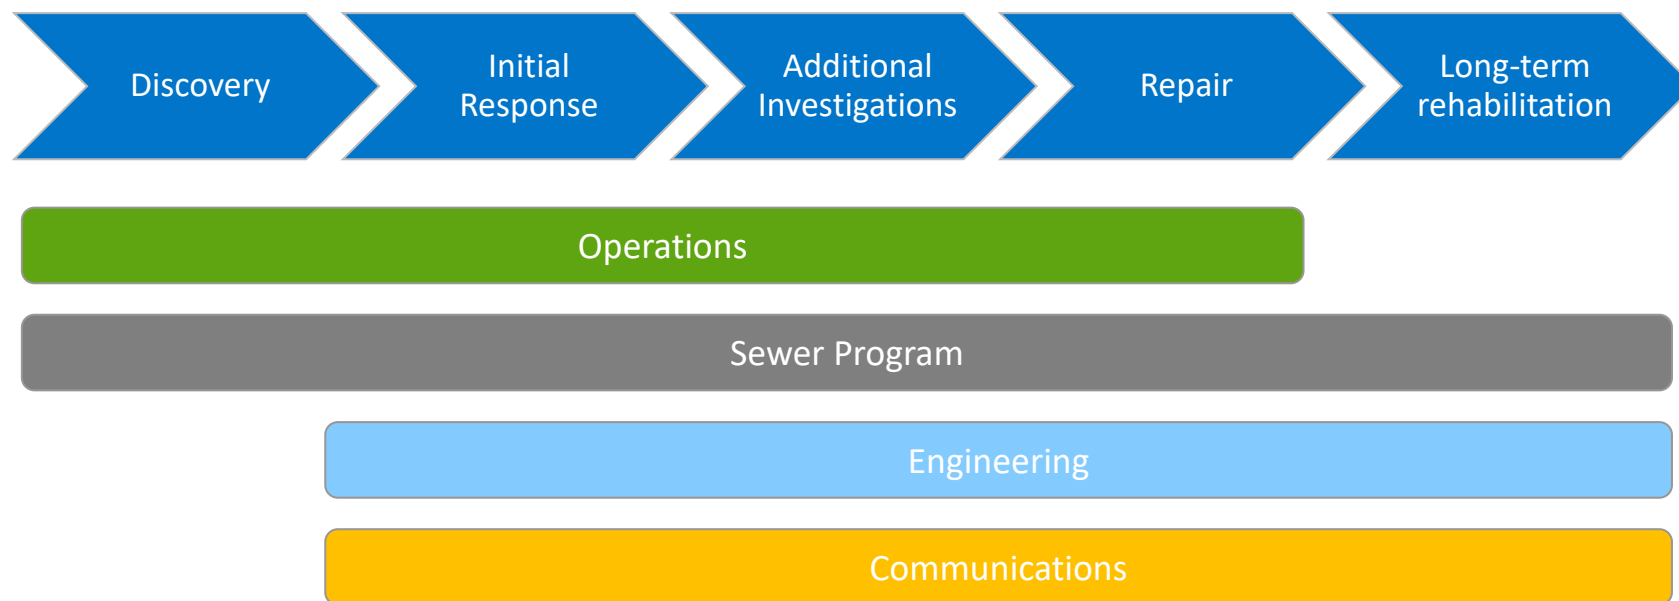 Discovery
Initial
Response
Additional
Investigations
Repair
Long-term
rehabilitation
Operations
Sewer Program
Engineering
Communications